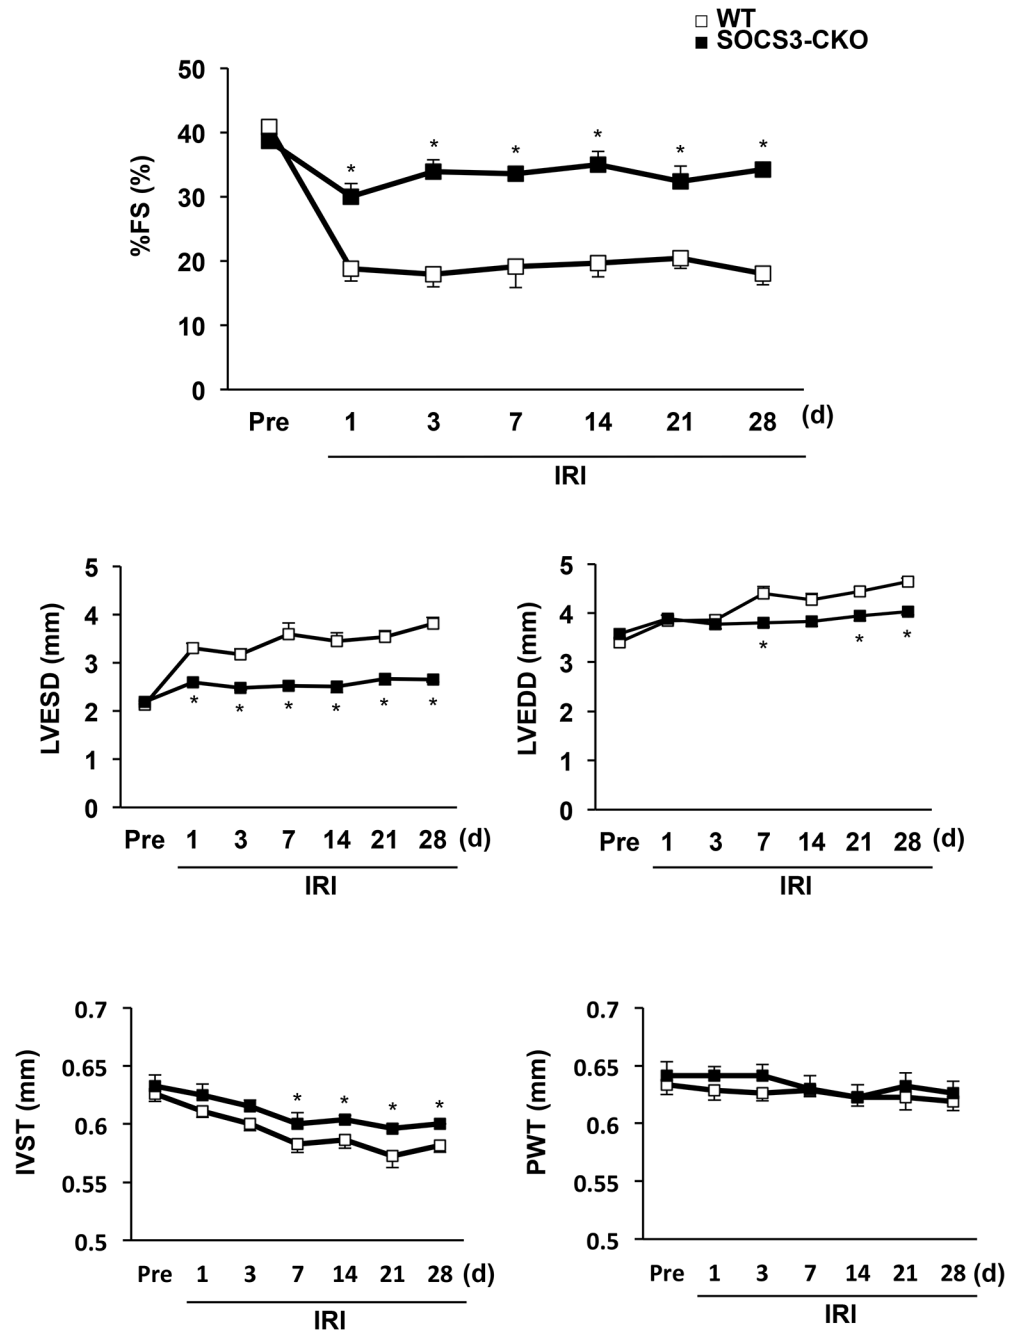 WT
SOCS3-CKO
50
40
30
20
10
0
%FS (%)
* * * * * *
Pre 1 3 7 14 21 28 (d)
IRI
5
4
3
2
1
0
LVESD (mm)
* * * * * *
Pre 1 3 7 14 21 28 (d)
IRI
5
4
3
2
1
0
LVEDD (mm)
* * *
Pre 1 3 7 14 21 28 (d)
IRI
0.7
0.65
0.6
0.55
0.5
IVST (mm)
* * * *
Pre 1 3 7 14 21 28 (d)
IRI
0.7
0.65
0.6
0.55
0.5
PWT (mm)
Pre 1 3 7 14 21 28 (d)
IRI